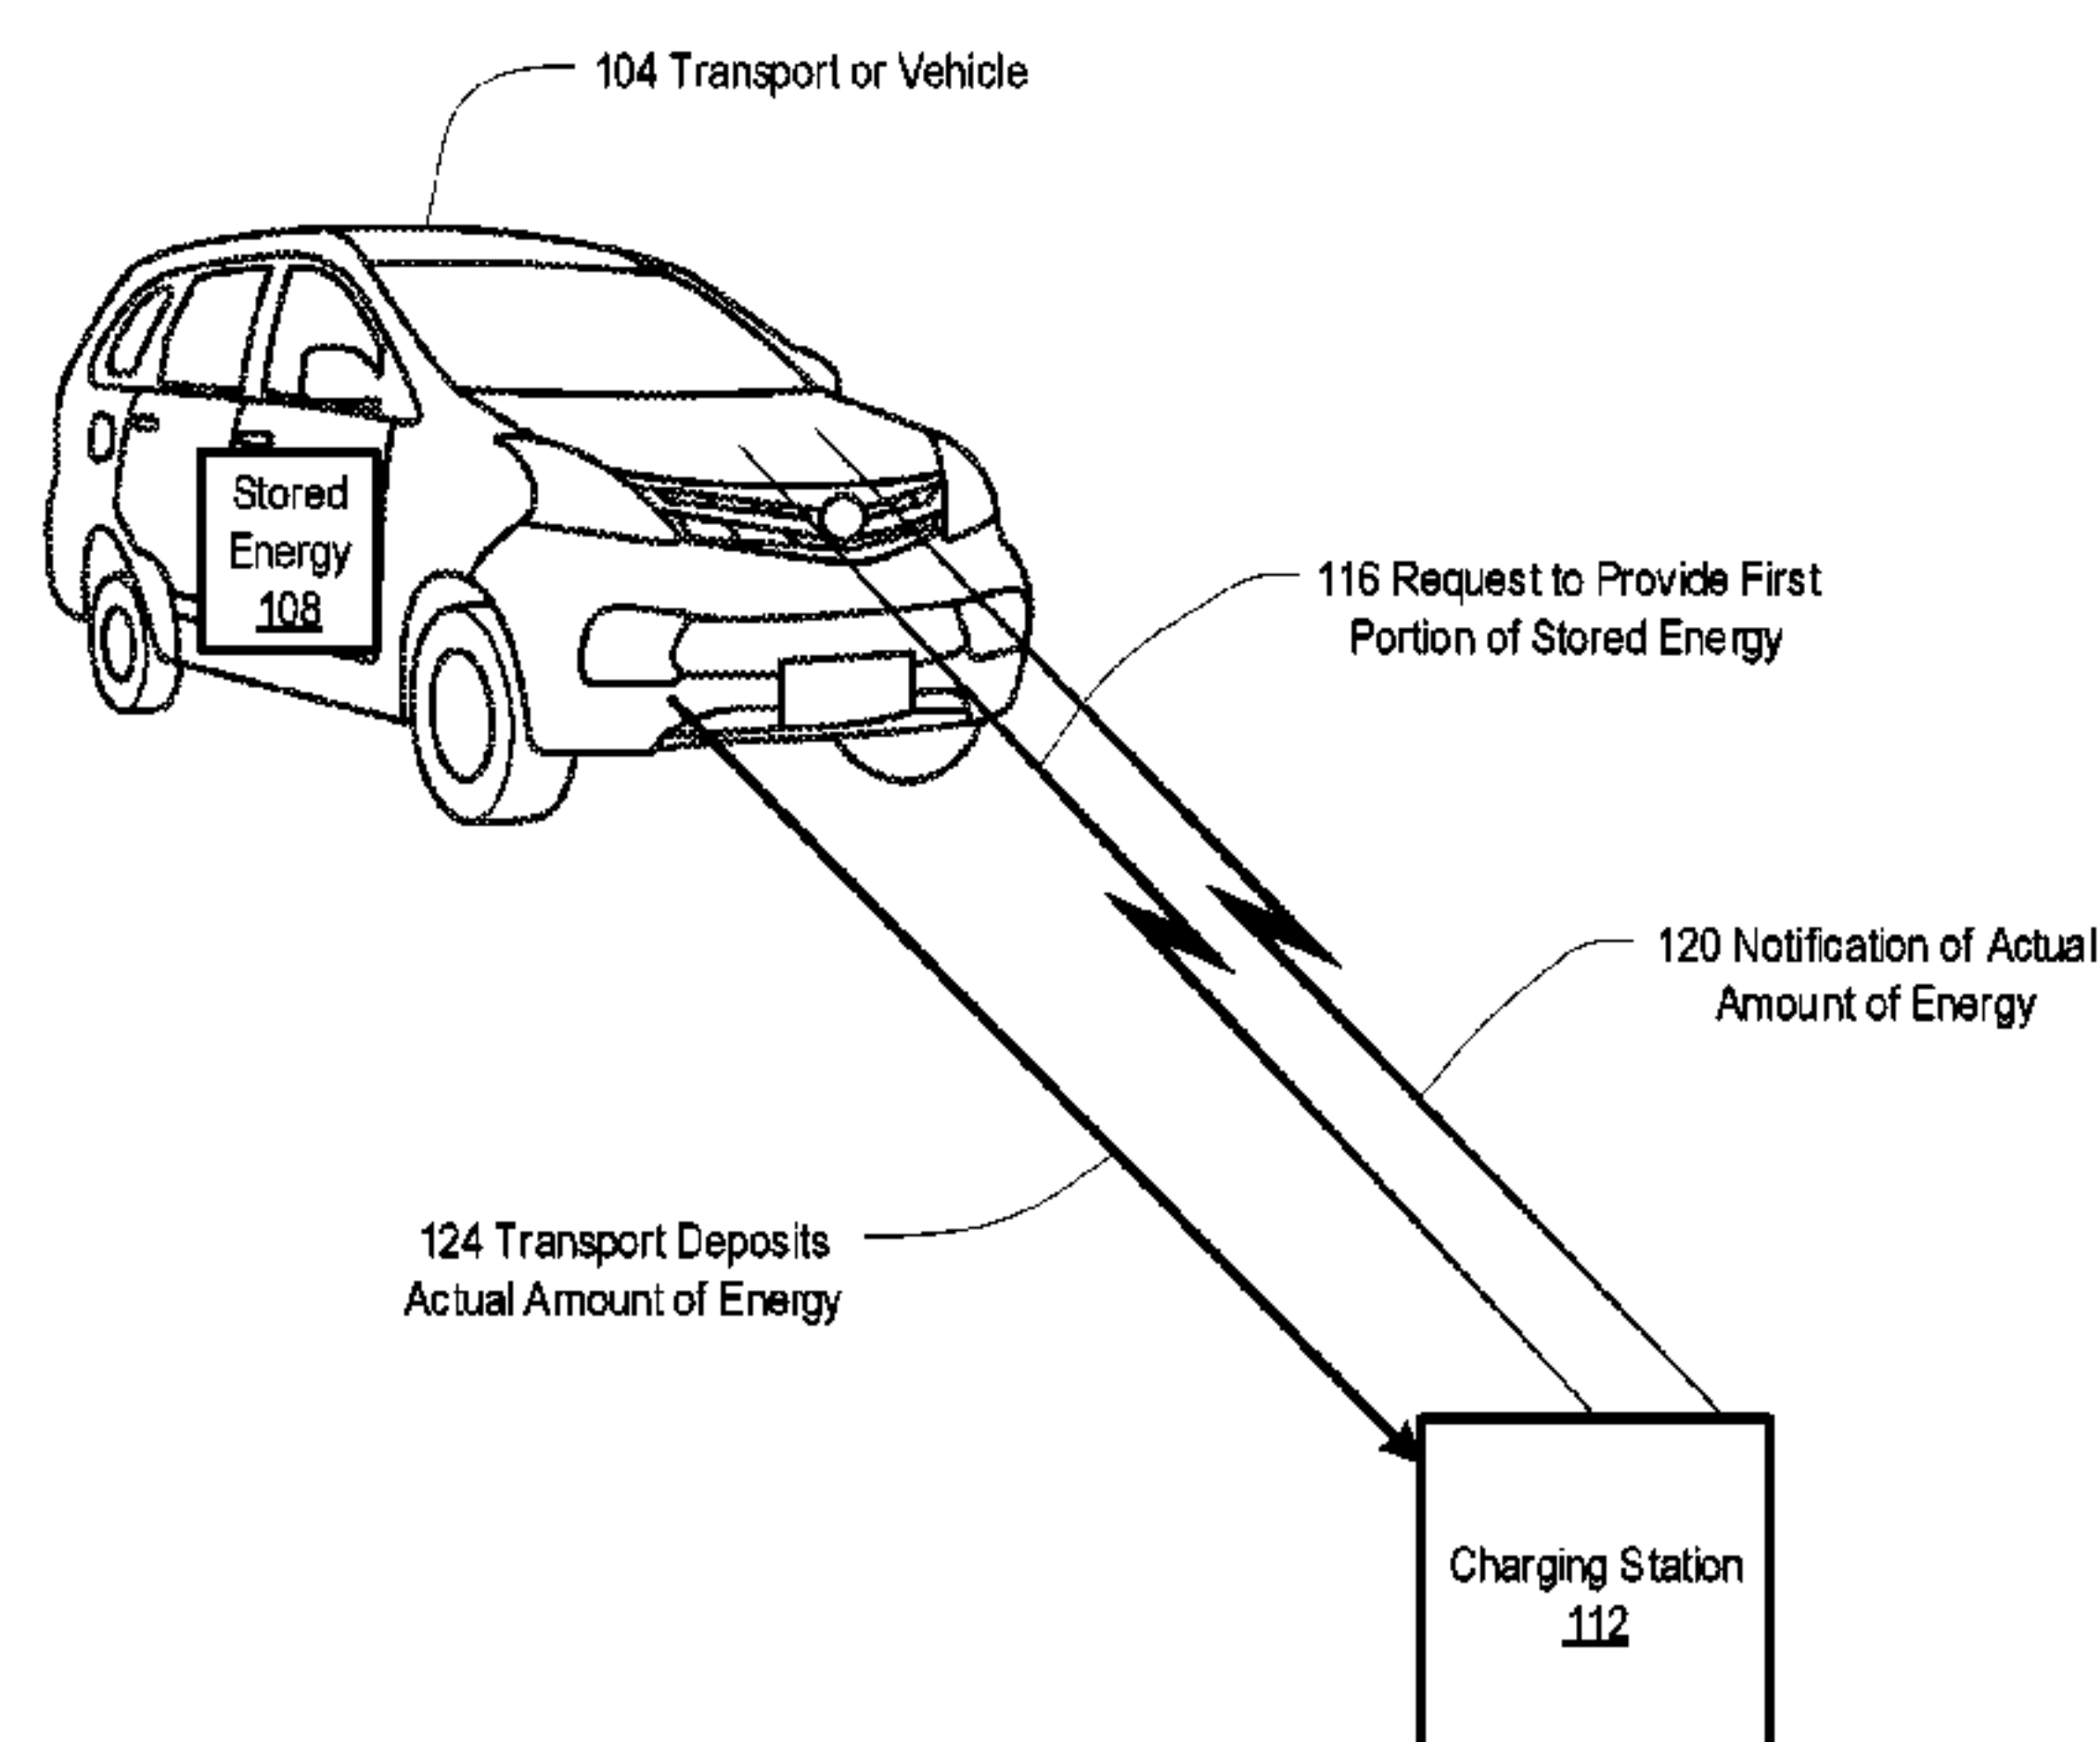 104 Transport or Vehicle
Stored
Energy
108
116 Request to Provide First
Portion of Stored Energy
120 Notification of Actual
Amount of Energy
124 Transport Deposits
Actual Amount of Energy
Charging Station
112